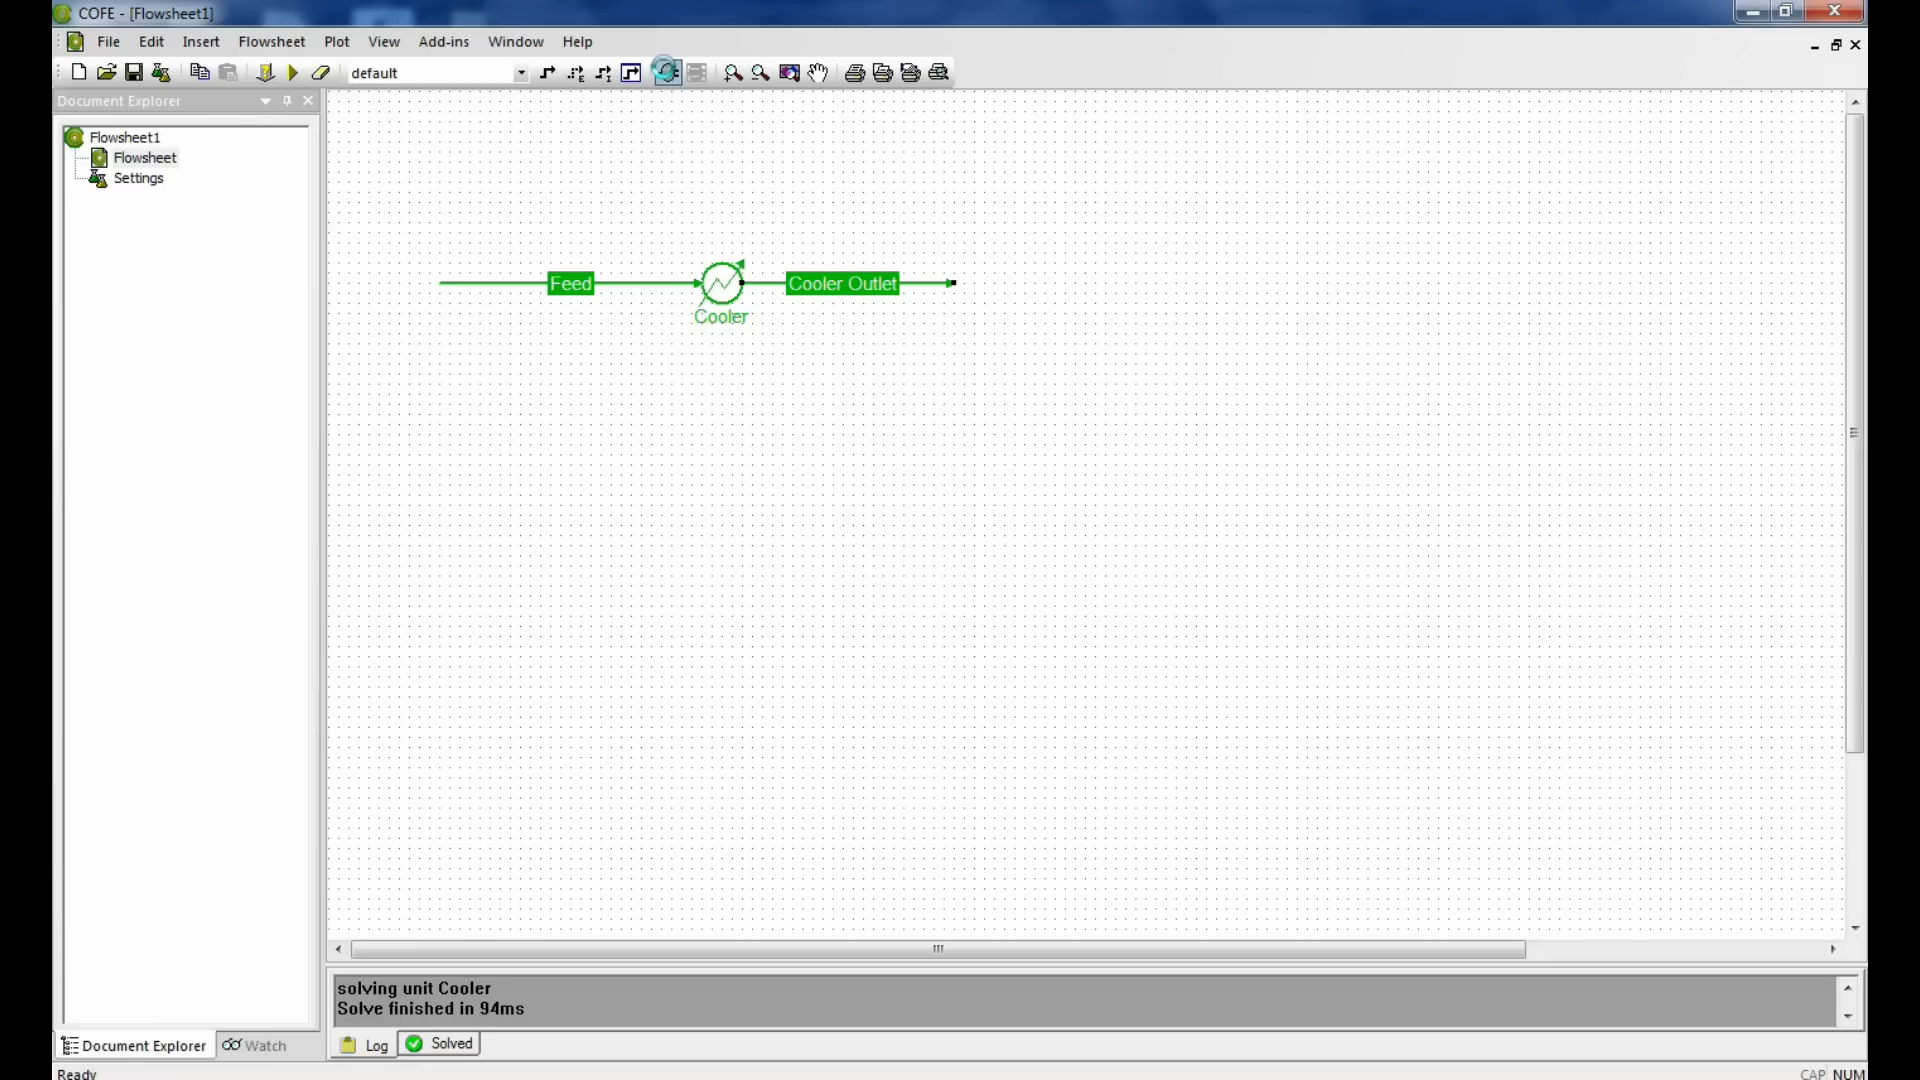 COFE - [Flowsheet1]
File Edit Insert Flowsheet Plot View Add-ins Window Help
default
Document Explorer
Flowsheet1
Flowsheet
Settings
Feed
Cooler Outlet
Cooler
solving unit Cooler
Solve finished in 94ms
Document Explorer Watch
Log Solved
Ready
CAP NUM